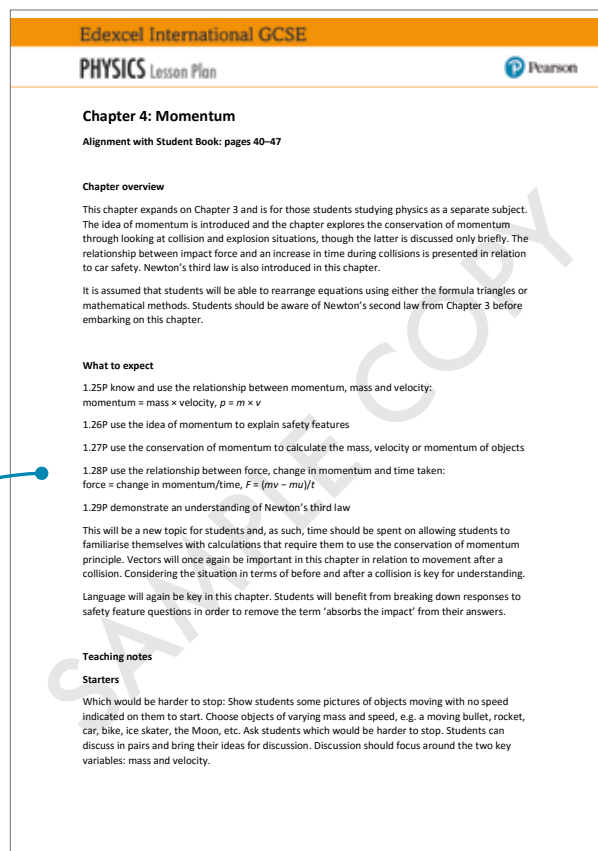 Edexcel International GCSE
PHYSICS Lesson Plan
Pearson
Chapter 4: Momentum
Alignment with Student Book: pages 40–47
Chapter overview
This chapter expands on Chapter 3 and is for those students studying physics as a separate subject.
The idea of momentum is introduced and the chapter explores the conservation of momentum
through looking at collision and explosion situations, though the latter is discussed only briefly. The
relationship between impact force and an increase in time during collisions is presented in relation
to car safety. Newton's third law is also introduced in this chapter.
It is assumed that students will be able to rearrange equations using either the formula triangles or
mathematical methods. Students should be aware of Newton's second law from Chapter 3 before
embarking on this chapter.
What to expect
1.25P know and use the relationship between momentum, mass and velocity:
momentum = mass × velocity, p = m × v
1.26P use the idea of momentum to explain safety features
1.27P use the conservation of momentum to calculate the mass, velocity or momentum of objects
1.28P use the relationship between force, change in momentum and time taken:
force = change in momentum/time, F = (mv − mu)/t
1.29P demonstrate an understanding of Newton's third law
This will be a new topic for students and, as such, time should be spent on allowing students to
familiarise themselves with calculations that require them to use the conservation of momentum
principle. Vectors will once again be important in this chapter in relation to movement after a
collision. Considering the situation in terms of before and after a collision is key for understanding.
Language will again be key in this chapter. Students will benefit from breaking down responses to
safety feature questions in order to remove the term 'absorbs the impact' from their answers.
Teaching notes
Starters
Which would be harder to stop: Show students some pictures of objects moving with no speed
indicated on them to start. Choose objects of varying mass and speed, e.g. a moving bullet, rocket,
car, bike, ice skater, the Moon, etc. Ask students which would be harder to stop. Students can
discuss in pairs and bring their ideas for discussion. Discussion should focus around the two key
variables: mass and velocity.
SAMPLE COPY